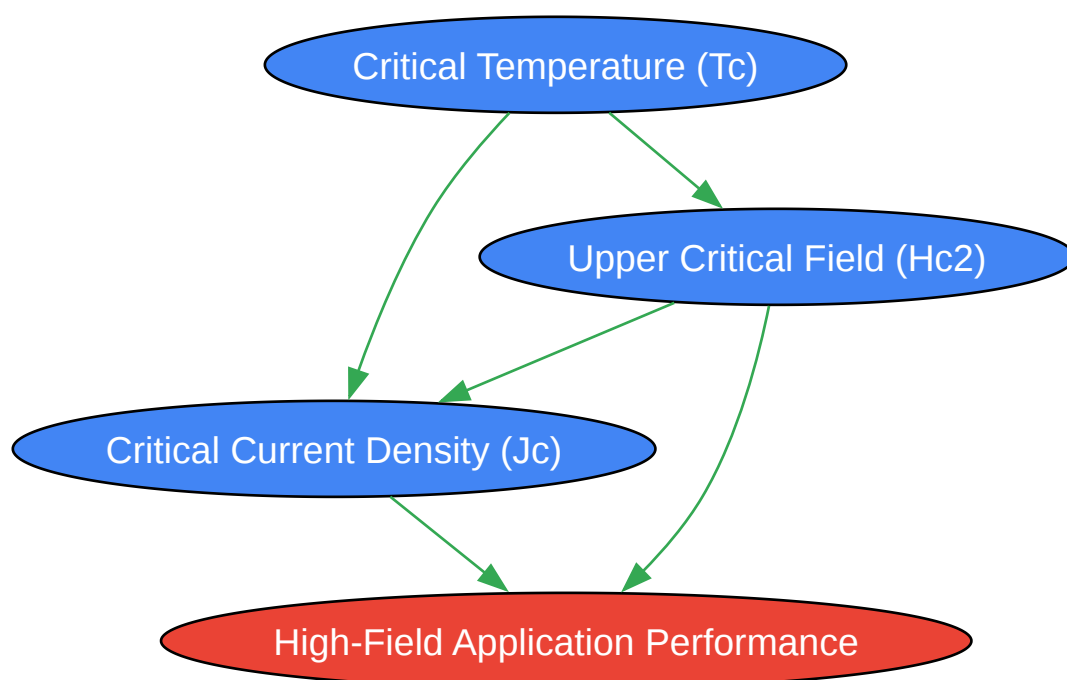 Critical Temperature (Tc)
Upper Critical Field (Hc2)
Critical Current Density (Jc)
High-Field Application Performance